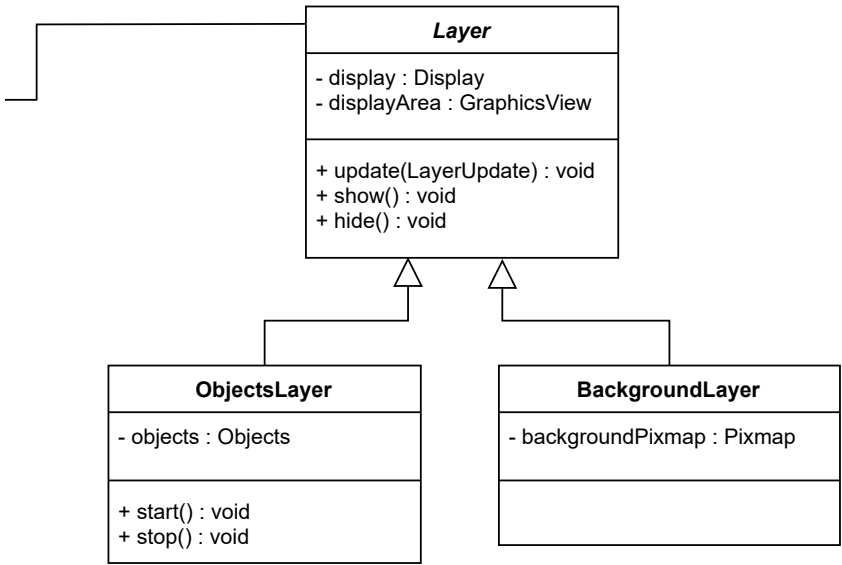 Layer
- display : Display
- displayArea : GraphicsView
+ update(LayerUpdate) : void
+ show() : void
+ hide() : void
ObjectsLayer
- objects : Objects
+ start() : void
+ stop() : void
BackgroundLayer
- backgroundPixmap : Pixmap